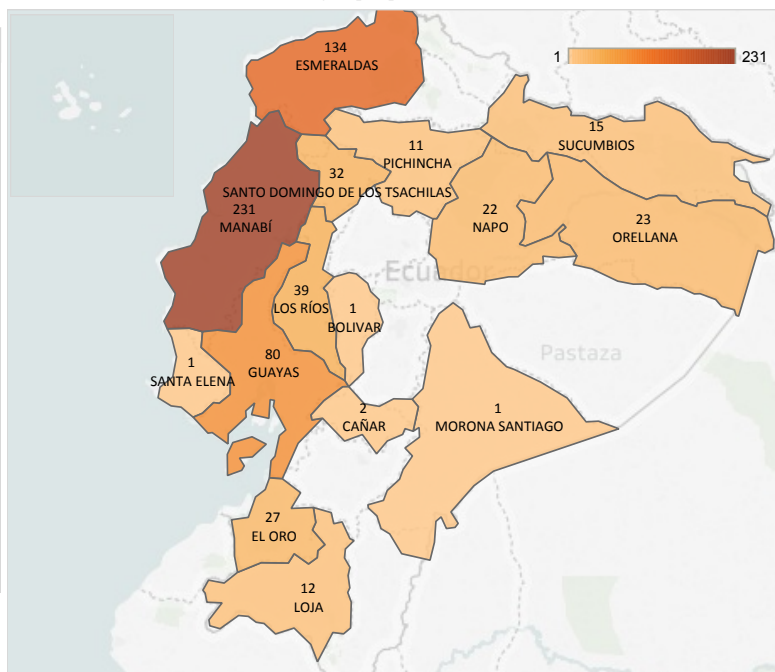 134
ESMERALDAS
1
231
15
SUCUMBIOS
11
PICHINCHA
32
SANTO DOMINGO DE LOS TSACHILAS
231
MANABÍ
22
NAPO
23
ORELLANA
Ecuador
39
LOS RÍOS
1
BOLIVAR
Pastaza
1
SANTA ELENA
80
GUAYAS
2
CAÑAR
1
MORONA SANTIAGO
27
EL ORO
12
LOJA